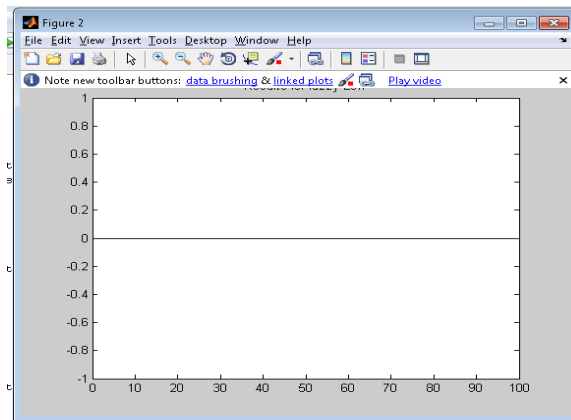 Figure 2
File Edit View Insert Tools Desktop Window Help
Note new toolbar buttons: data brushing & linked plots Play video
1
0.8
0.6
0.4
0.2
0
-0.2
-0.4
-0.6
-0.8
-1
0 10 20 30 40 50 60 70 80 90 100